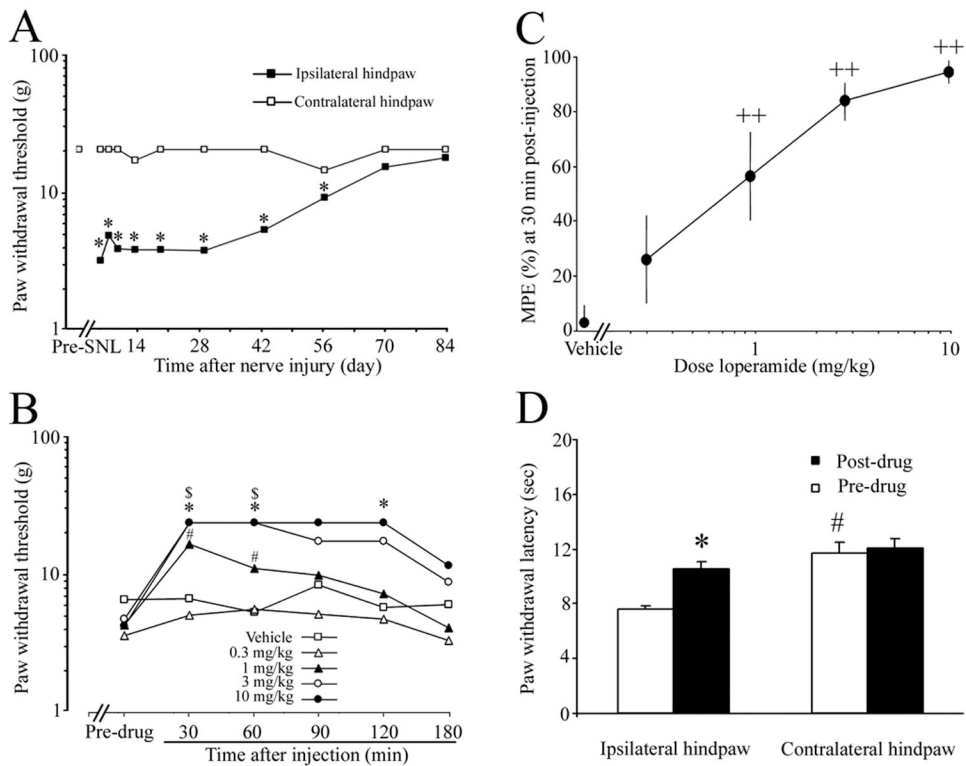 A
100
10
1
Paw withdrawal threshold (g)
Ipsilateral hindpaw
Contralateral hindpaw
* * * * * * * *
Pre-SNL 14 28 42 56 70 84
Time after nerve injury (day)
C
100
80
60
40
20
0
MPE (%) at 30 min post-injection
++ ++ ++
Vehicle 1 10
Dose loperamide (mg/kg)
B
100
10
1
Paw withdrawal threshold (g)
$ $
* * *
# #
Vehicle
0.3 mg/kg
1 mg/kg
3 mg/kg
10 mg/kg
Pre-drug 30 60 90 120 180
Time after injection (min)
D
20
16
12
8
4
0
Paw withdrawal latency (sec)
Post-drug
Pre-drug
* #
Ipsilateral hindpaw Contralateral hindpaw